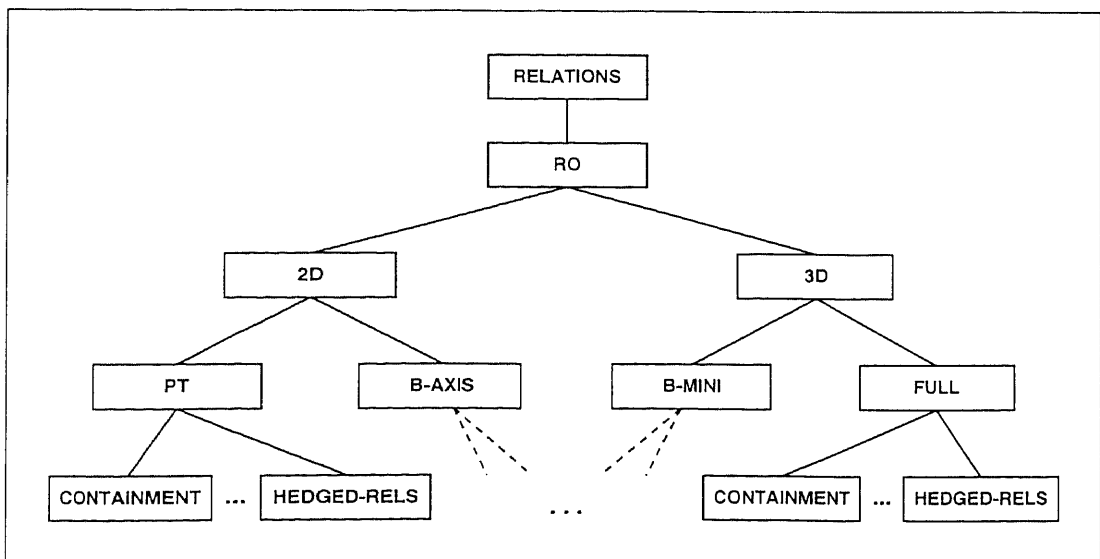 RELATIONS
RO
2D 3D
PT B-AXIS B-MINI FULL
CONTAINMENT ... HEDGED-RELS ... CONTAINMENT ... HEDGED-RELS